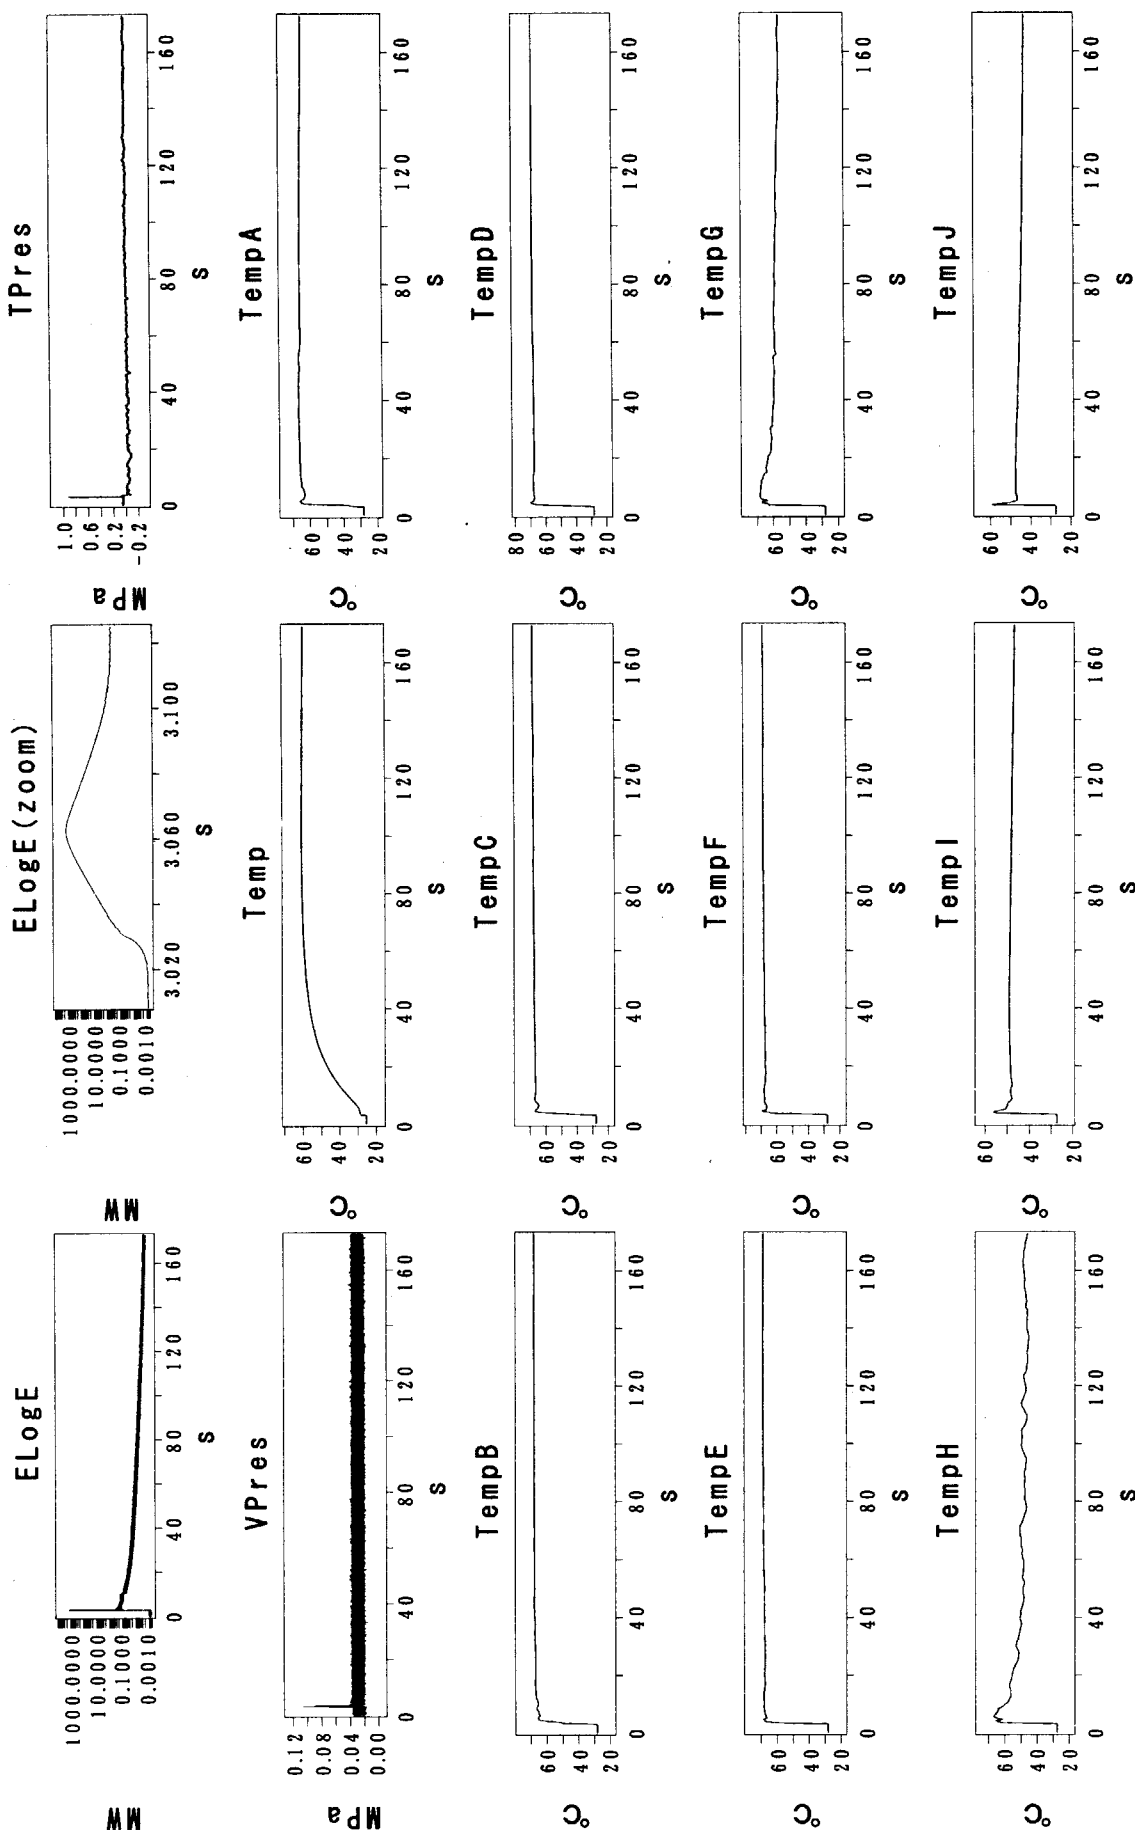 ELogE
MW
1000.0000
10.0000
0.1000
0.0010
0 40 80 120 160
S
ELogE(zoom)
MW
1000.0000
10.0000
0.1000
0.0010
3.020 3.060 3.100
S
TPres
MPa
1.0
0.6
0.2
-0.2
0 40 80 120 160
S
VPres
MPa
0.12
0.08
0.04
0.00
0 40 80 120 160
S
Temp
°C
60
40
20
0 40 80 120 160
S
TempA
°C
60
40
20
0 40 80 120 160
S
TempB
°C
60
40
20
0 40 80 120 160
S
TempC
°C
60
40
20
0 40 80 120 160
S
TempD
°C
80
60
40
20
0 40 80 120 160
S
TempE
°C
60
40
20
0 40 80 120 160
S
TempF
°C
60
40
20
0 40 80 120 160
S
TempG
°C
60
40
20
0 40 80 120 160
S
TempH
°C
60
40
20
0 40 80 120 160
S
TempI
°C
60
40
20
0 40 80 120 160
S
TempJ
°C
60
40
20
0 40 80 120 160
S